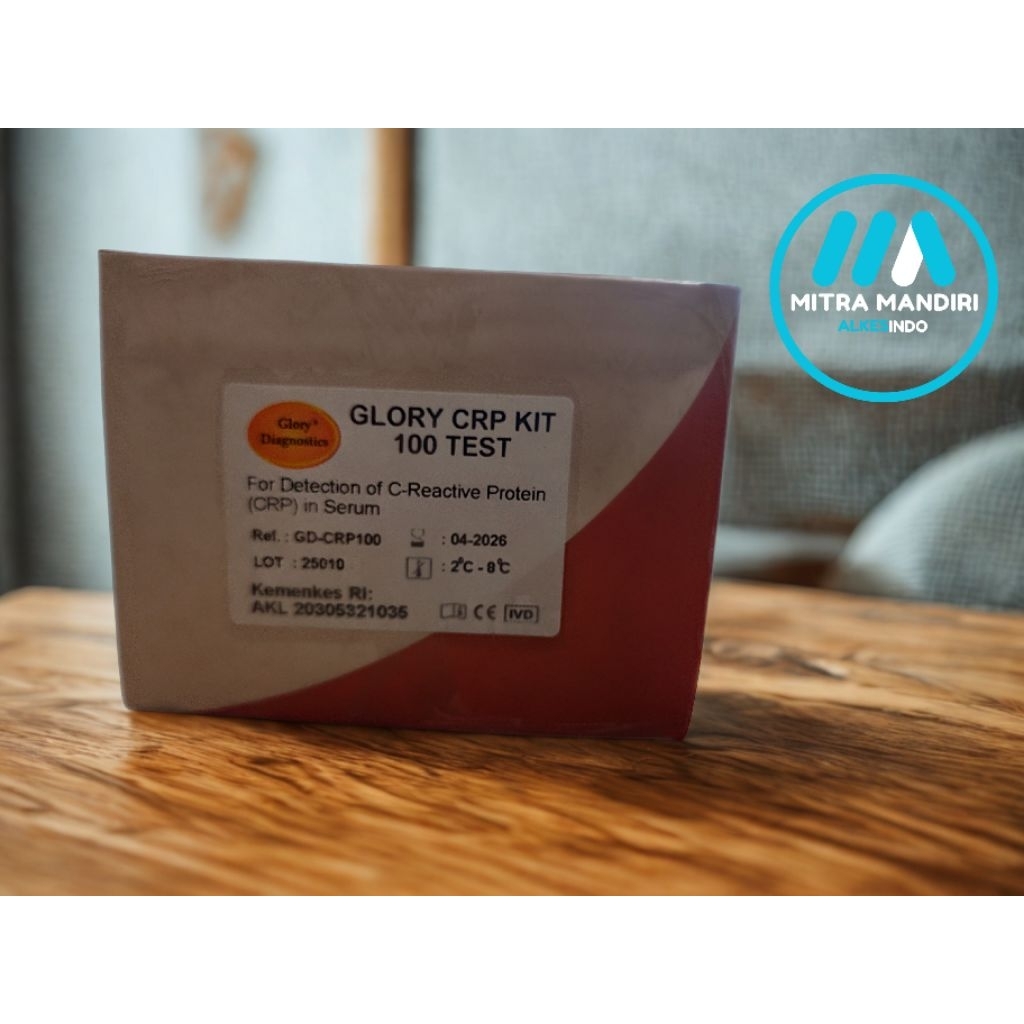 MITRA MANDIRI
ALKESINDO
Glory®
Diagnostics
GLORY CRP KIT
100 TEST
For Detection of C-Reactive Protein
(CRP) in Serum
Ref. : GD-CRP100
: 04-2026
LOT : 25010
: 2°C - 8°C
Kemenkes RI:
AKL 20305321035
CE IVD